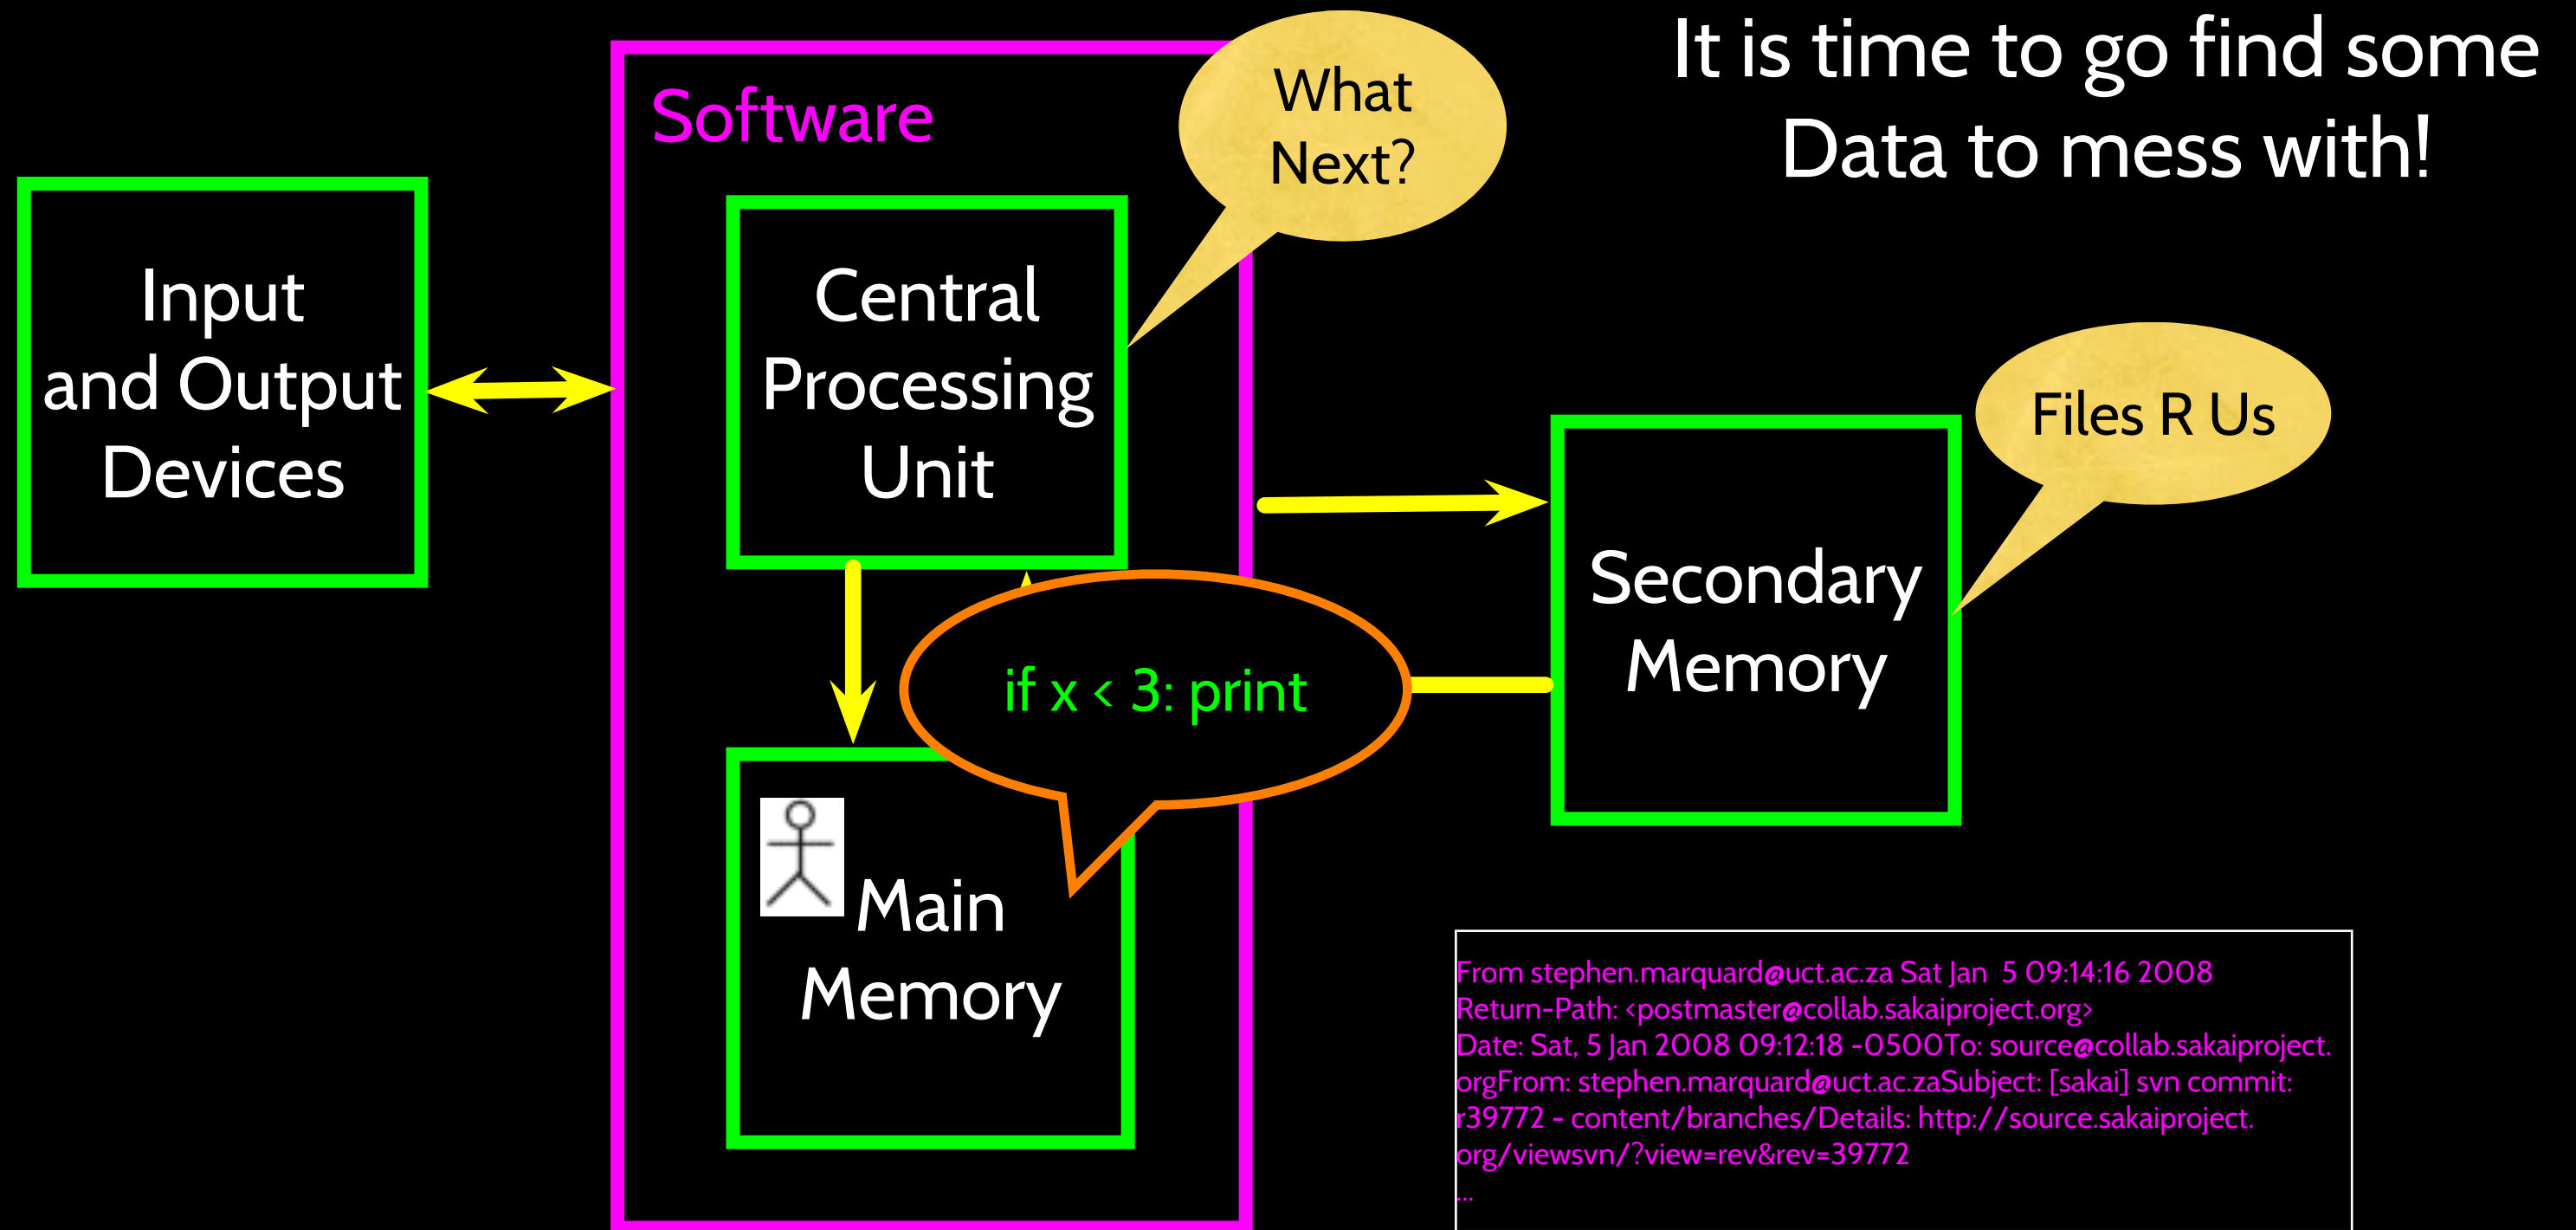 It is time to go find some
Data to mess with!
Software
What
Next?
Input
and Output
Devices
Central
Processing
Unit
Files R Us
Secondary
Memory
if x < 3: print
Main
Memory
From stephen.marquard@uct.ac.za Sat Jan  5 09:14:16 2008
Return-Path: <postmaster@collab.sakaiproject.org>
Date: Sat, 5 Jan 2008 09:12:18 -0500To: source@collab.sakaiproject.
orgFrom: stephen.marquard@uct.ac.zaSubject: [sakai] svn commit:
r39772 - content/branches/Details: http://source.sakaiproject.
org/viewsvn/?view=rev&rev=39772
...